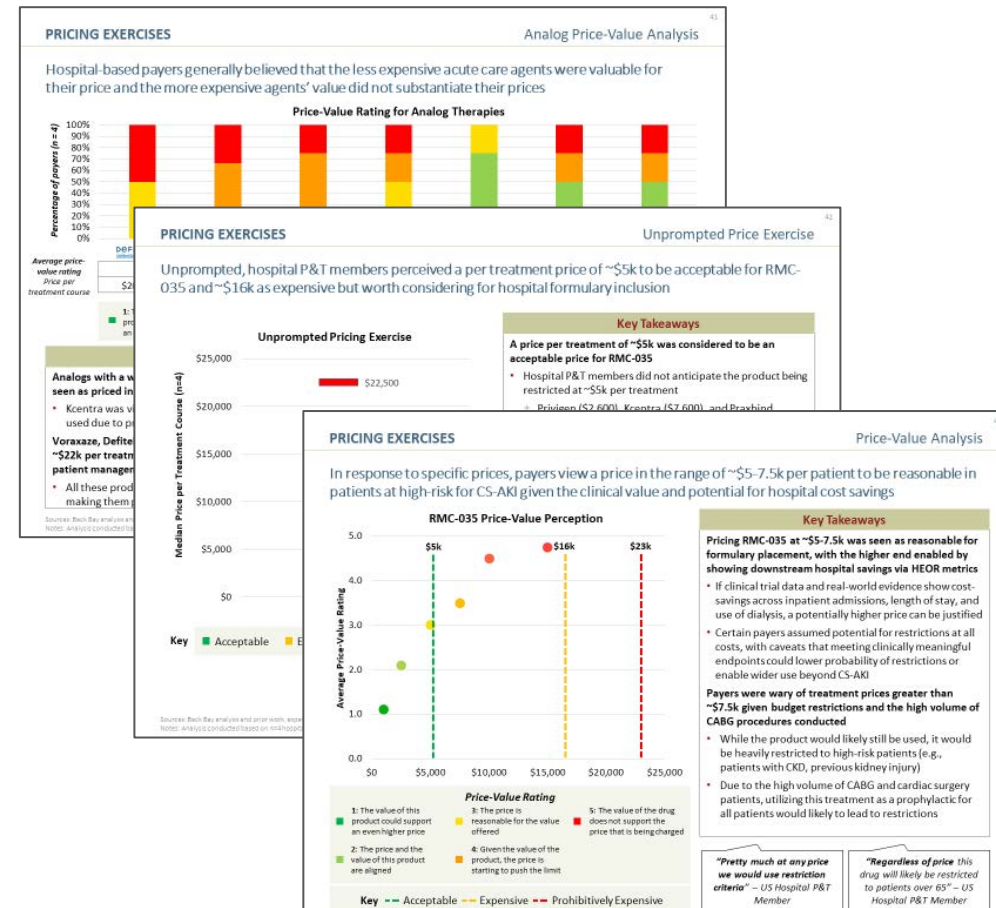 41
PRICING EXERCISES
Analog Price-Value Analysis
Hospital-based payers generally believed that the less expensive acute care agents were valuable for
their price and the more expensive agents' value did not substantiate their prices
Price-Value Rating for Analog Therapies
Percentage of payers (n = 4)
100%
90%
80%
70%
60%
50%
40%
30%
20%
10%
0%
Average price-
value rating
Price per
treatment course
Analogs with a w
seen as priced in
• Kcentra was v
used due to p
Voraxaze, Defite
~$22k per treatm
patient manager
• All these prod
making them p
42
PRICING EXERCISES
Unprompted Price Exercise
Unprompted, hospital P&T members perceived a per treatment price of ~$5k to be acceptable for RMC-
035 and ~$16k as expensive but worth considering for hospital formulary inclusion
Unprompted Pricing Exercise
Median Price per Treatment Course (n=4)
$25,000
$20,000
$15,000
$10,000
$5,000
$0
$22,500
Key Acceptable
Key Takeaways
A price per treatment of ~$5k was considered to be an
acceptable price for RMC-035
• Hospital P&T members did not anticipate the product being
restricted at ~$5k per treatment
Privigen ($2,600), Kcentra ($7,600), and Praxbind
PRICING EXERCISES
Price-Value Analysis
In response to specific prices, payers view a price in the range of ~$5-7.5k per patient to be reasonable in
patients at high-risk for CS-AKI given the clinical value and potential for hospital cost savings
RMC-035 Price-Value Perception
Average Price-Value Rating
5.0
4.0
3.0
2.0
1.0
0.0
$5k
$16k
$23k
$0
$5,000
$10,000
$15,000
$20,000
$25,000
Price-Value Rating
1: The value of this
product could support
an even higher price
2: The price and the
value of this product
are aligned
3: The price is
reasonable for the value
offered
4: Given the value of the
product, the price is
starting to push the limit
5: The value of the drug
does not support the
price that is being charged
Key Acceptable Expensive Prohibitively Expensive
Key Takeaways
Pricing RMC-035 at ~$5-7.5k was seen as reasonable for
formulary placement, with the higher end enabled by
showing downstream hospital savings via HEOR metrics
• If clinical trial data and real-world evidence show cost-
savings across inpatient admissions, length of stay, and
use of dialysis, a potentially higher price can be justified
• Certain payers assumed potential for restrictions at all
costs, with caveats that meeting clinically meaningful
endpoints could lower probability of restrictions or
enable wider use beyond CS-AKI
Payers were wary of treatment prices greater than
~$7.5k given budget restrictions and the high volume of
CABG procedures conducted
• While the product would likely still be used, it would
be heavily restricted to high-risk patients (e.g.,
patients with CKD, previous kidney injury)
• Due to the high volume of CABG and cardiac surgery
patients, utilizing this treatment as a prophylactic for
all patients would likely to lead to restrictions
"Pretty much at any price
we would use restriction
criteria" – US Hospital P&T
Member
"Regardless of price this
drug will likely be restricted
to patients over 65" – US
Hospital P&T Member